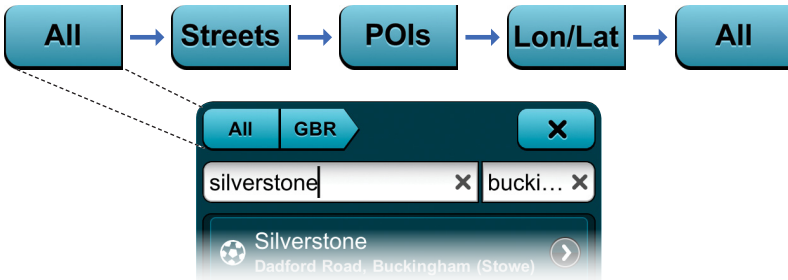 All Streets POIs Lon/Lat All
All GBR
silverstone bucki...
Silverstone
Dadford Road, Buckingham (Stowe)